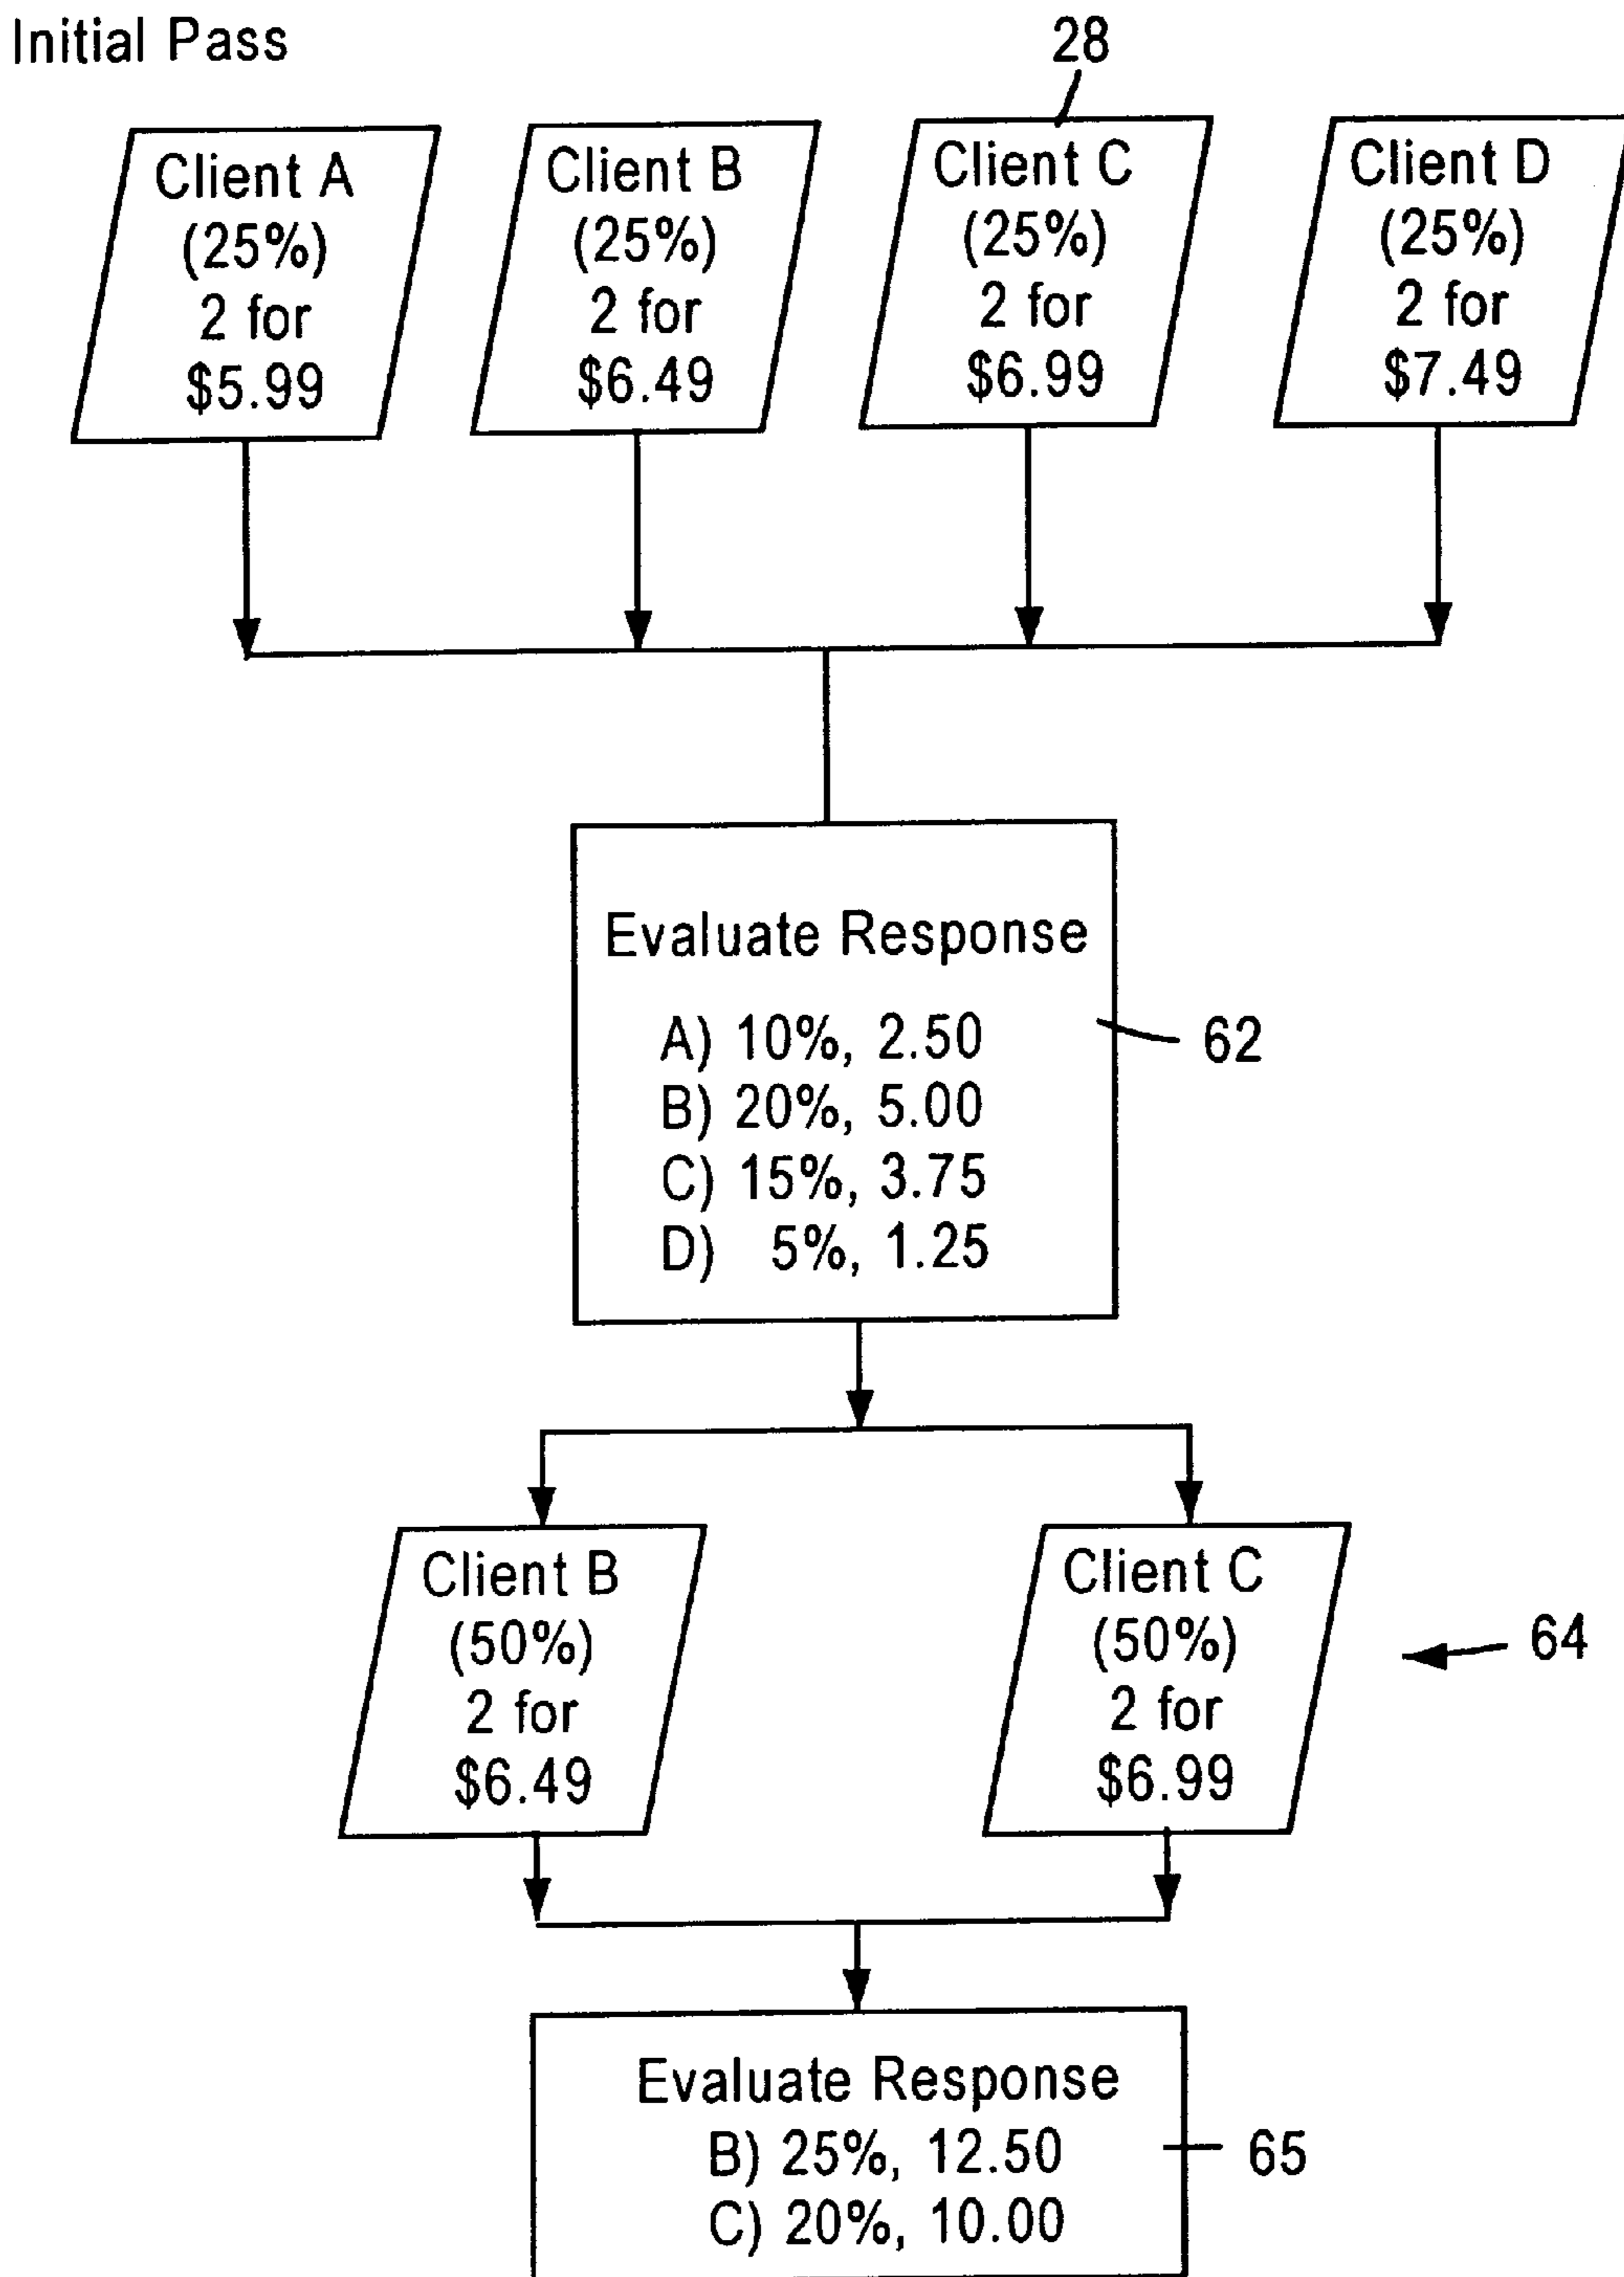 Initial Pass
28
Client A
(25%)
2 for
$5.99
Client B
(25%)
2 for
$6.49
Client C
(25%)
2 for
$6.99
Client D
(25%)
2 for
$7.49
Evaluate Response
A) 10%, 2.50
B) 20%, 5.00
C) 15%, 3.75
D) 5%, 1.25
62
Client B
(50%)
2 for
$6.49
Client C
(50%)
2 for
$6.99
64
Evaluate Response
B) 25%, 12.50
C) 20%, 10.00
65